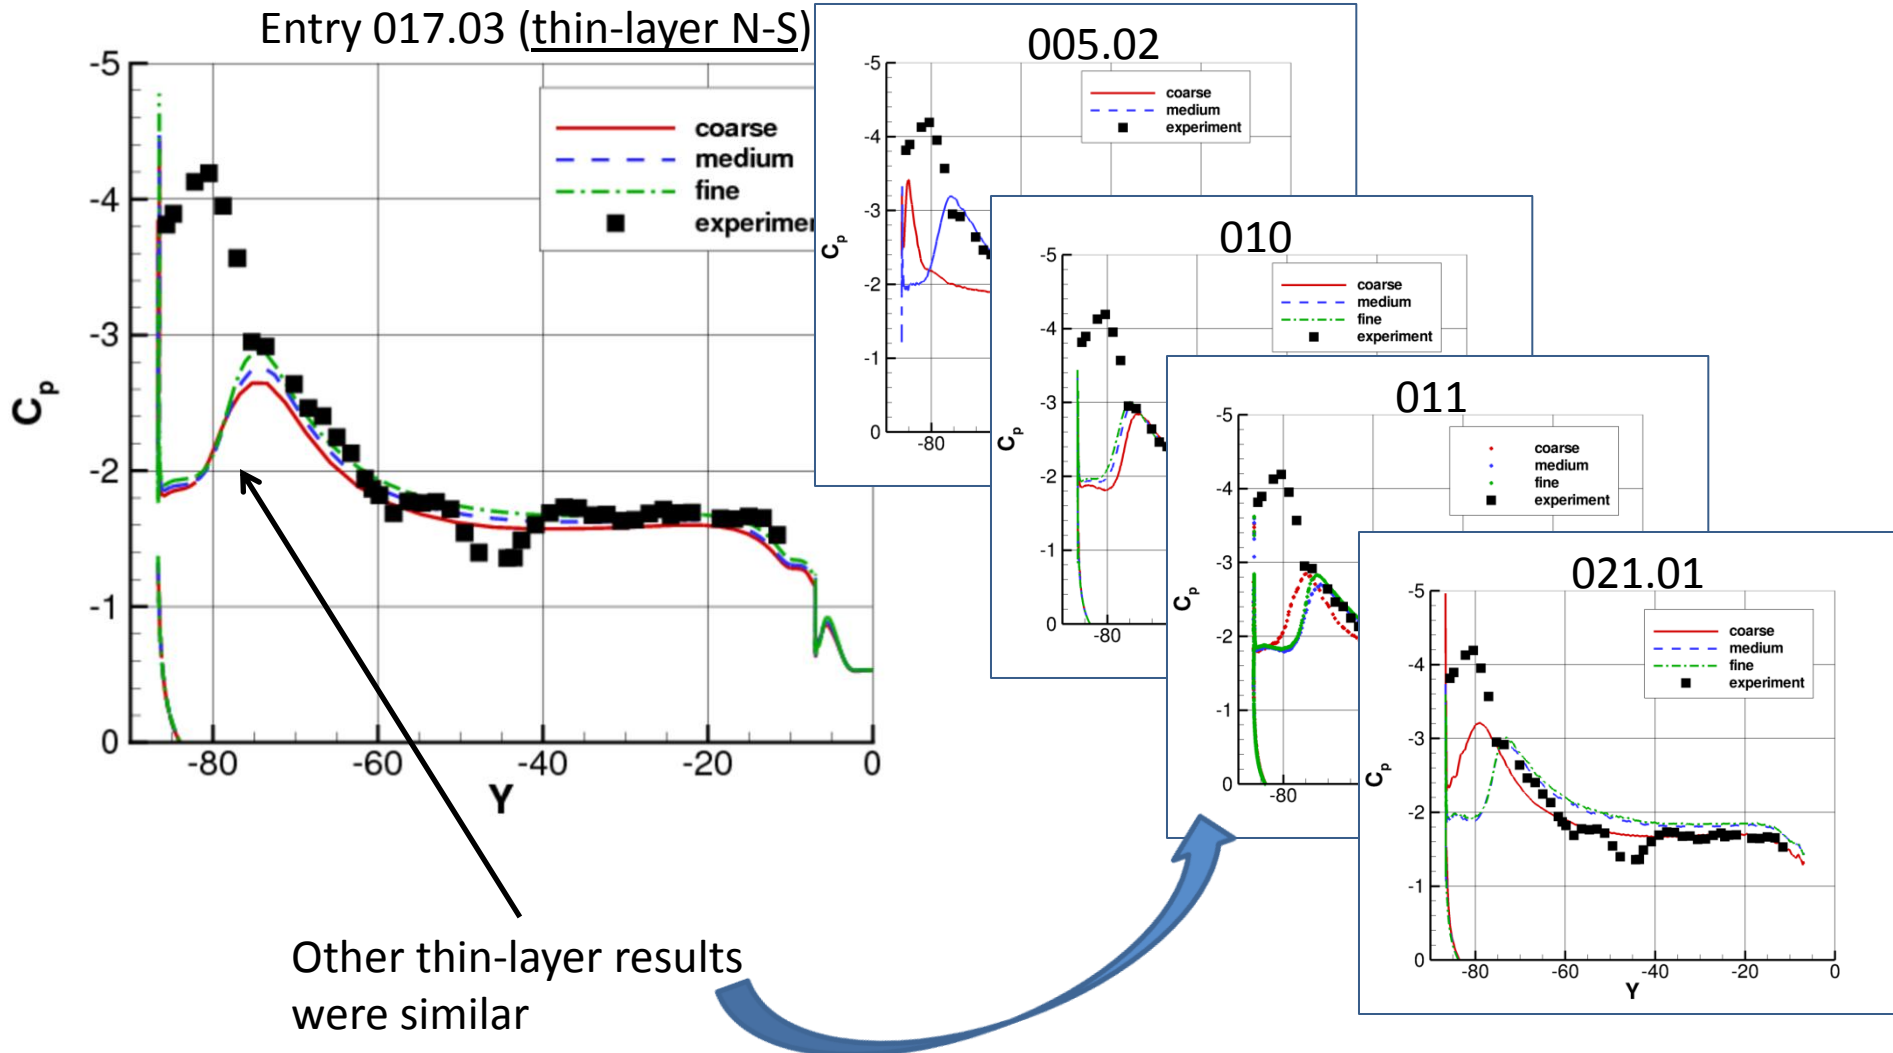 Entry 017.03 (thin-layer N-S)
-5
-4
-3
-2
-1
0
Cp
-80
-60
-40
-20
0
Y
coarse
medium
fine
experimer
005.02
-5
-4
-3
-2
-1
0
Cp
-80
coarse
medium
experiment
010
-5
-4
-3
-2
-1
0
Cp
-80
coarse
medium
fine
experiment
011
-5
-4
-3
-2
-1
0
Cp
-80
coarse
medium
fine
experiment
021.01
-5
-4
-3
-2
-1
0
Cp
-80
-60
-40
-20
0
Y
coarse
medium
fine
experiment
Other thin-layer results
were similar